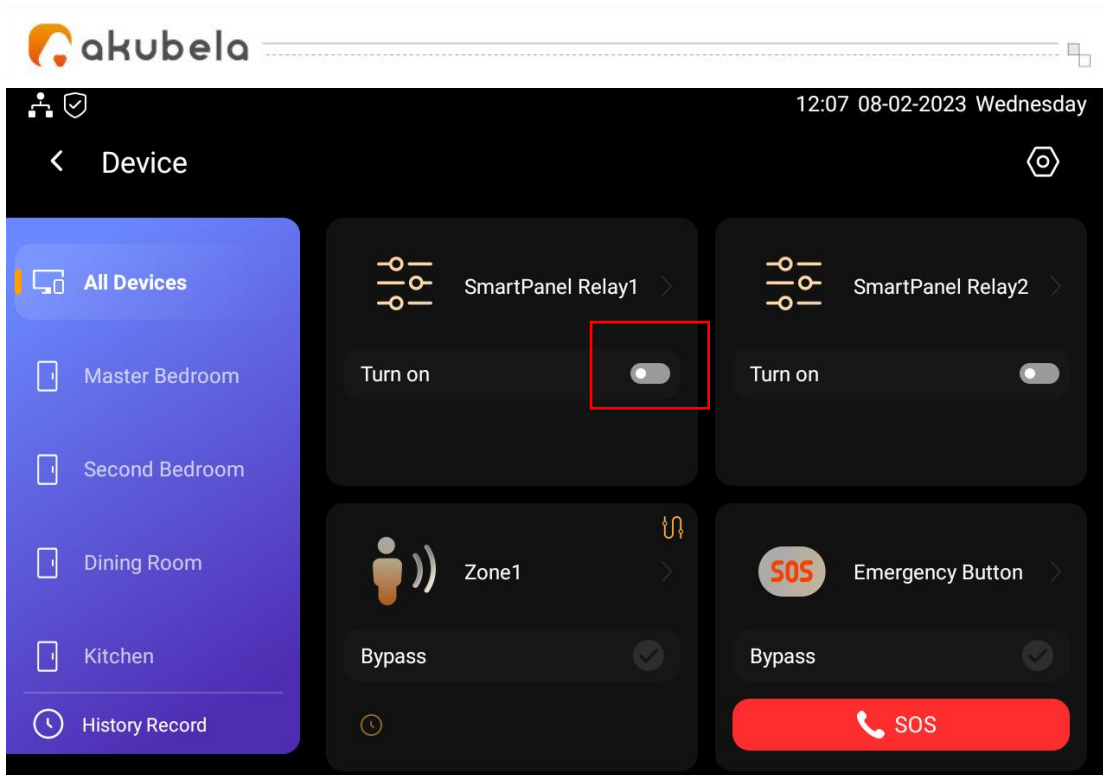 akubela
12:07 08-02-2023 Wednesday
Device
All Devices
Master Bedroom
Second Bedroom
Dining Room
Kitchen
History Record
SmartPanel Relay1
Turn on
SmartPanel Relay2
Turn on
Zone1
Bypass
SOS
Emergency Button
Bypass
SOS